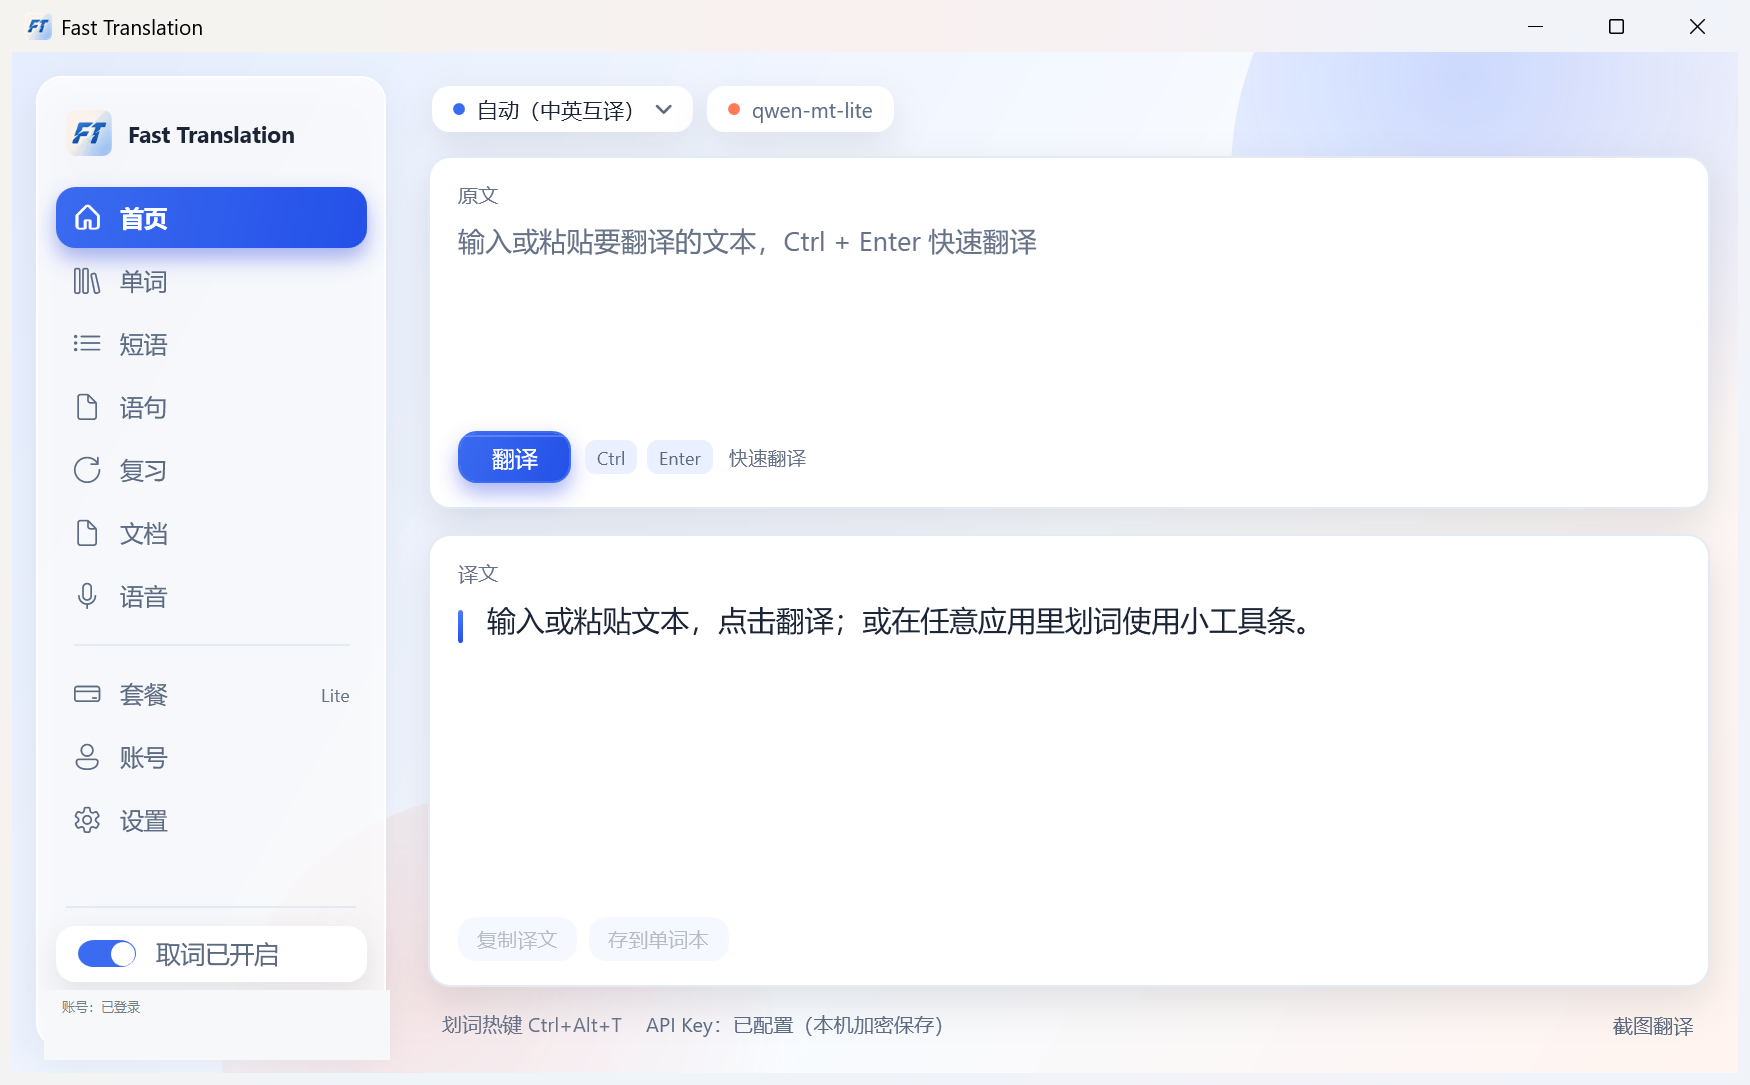 FT Fast Translation
FT Fast Translation
首页
单词
短语
语句
复习
文档
语音
套餐 Lite
账号
设置
取词已开启
账号：已登录
自动（中英互译） qwen-mt-lite
原文
输入或粘贴要翻译的文本，Ctrl + Enter 快速翻译
翻译 Ctrl Enter 快速翻译
译文
输入或粘贴文本，点击翻译；或在任意应用里划词使用小工具条。
复制译文 存到单词本
划词热键 Ctrl+Alt+T API Key：已配置（本机加密保存） 截图翻译